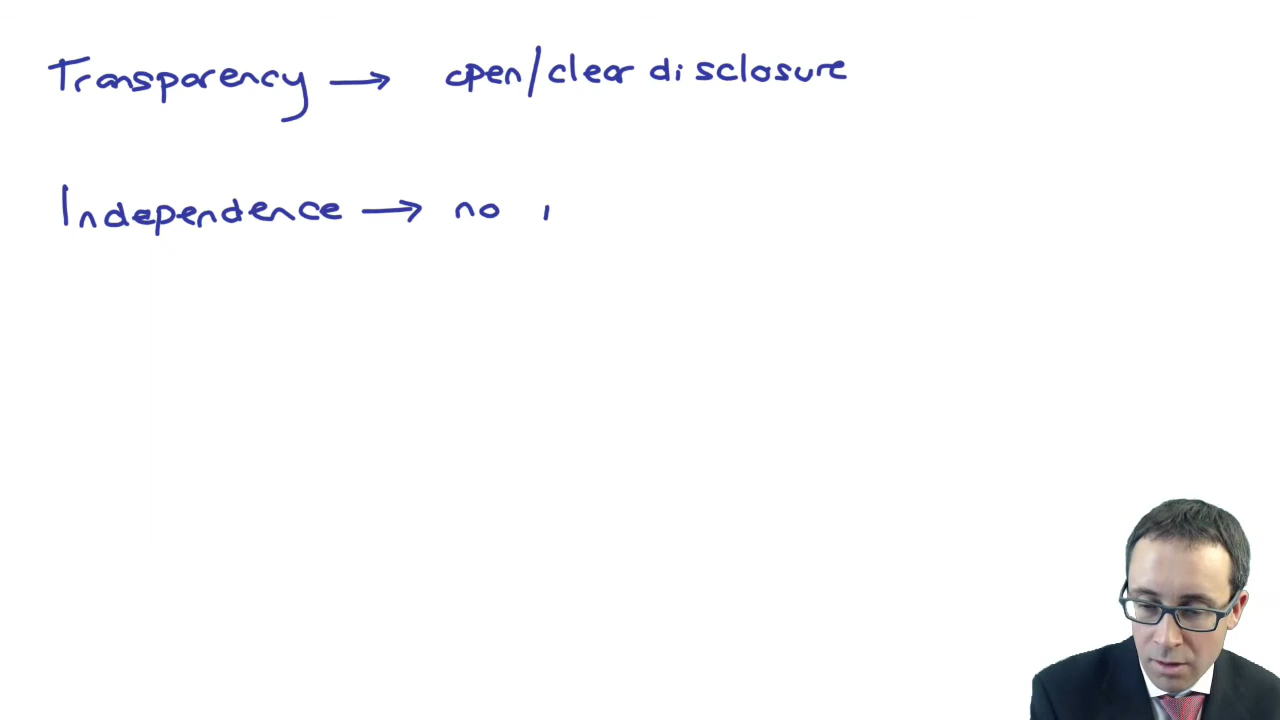 Transparency → open/clear disclosure
Independence → no